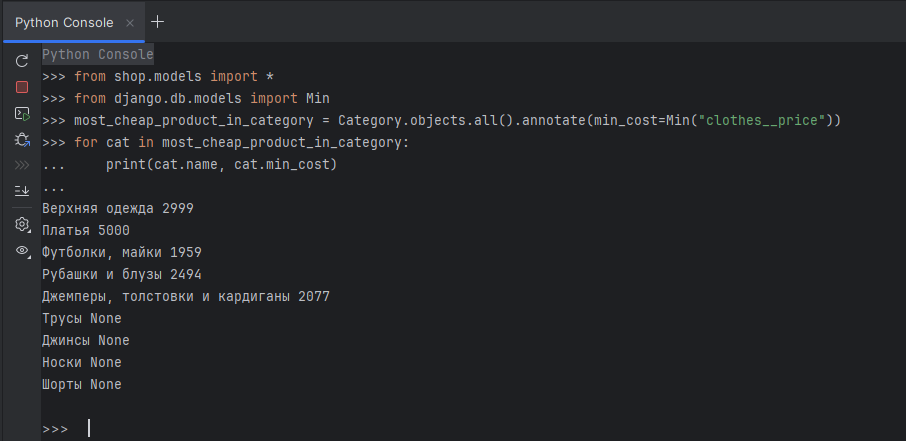 Python Console
Python Console
>>> from shop.models import *
>>> from django.db.models import Min
>>> most_cheap_product_in_category = Category.objects.all().annotate(min_cost=Min("clothes__price"))
>>> for cat in most_cheap_product_in_category:
...     print(cat.name, cat.min_cost)
...
Верхняя одежда 2999
Платья 5000
Футболки, майки 1959
Рубашки и блузы 2494
Джемперы, толстовки и кардиганы 2077
Трусы None
Джинсы None
Носки None
Шорты None
>>>